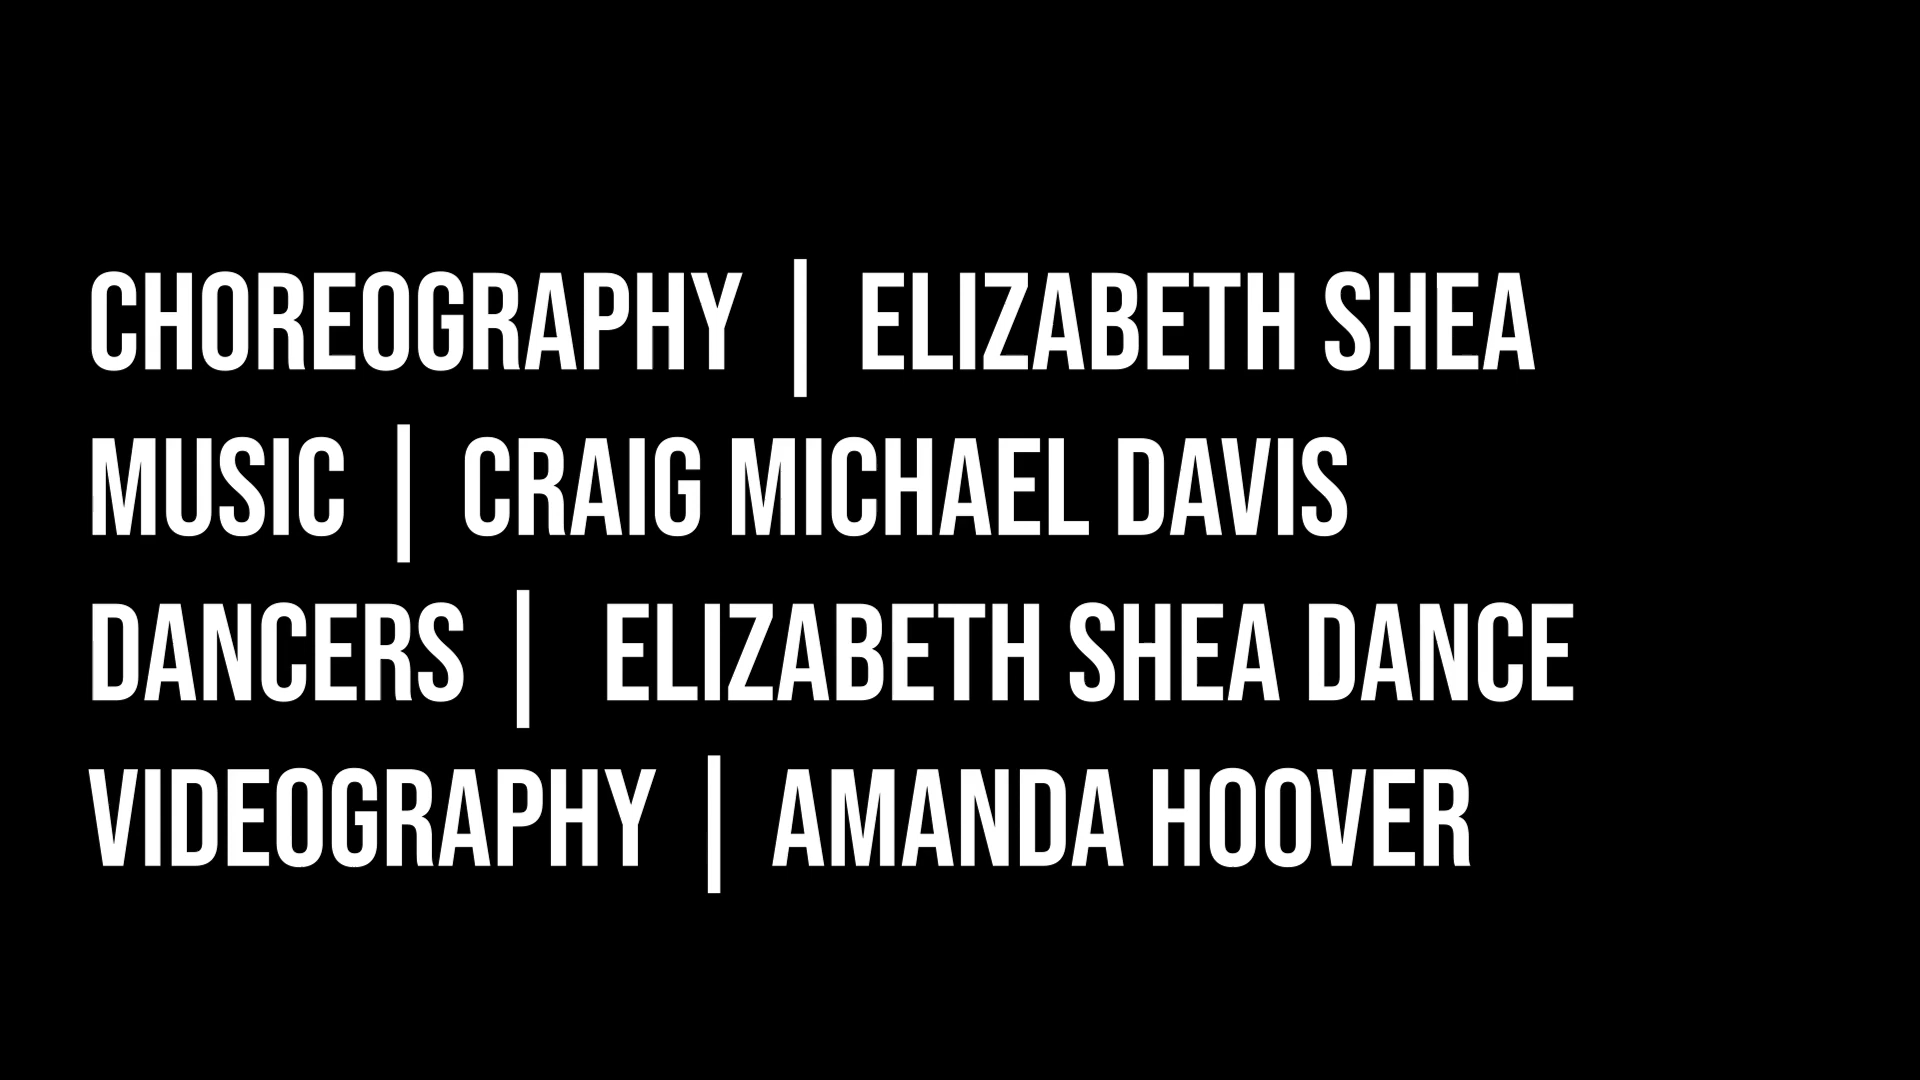 CHOREOGRAPHY | ELIZABETH SHEA
MUSIC | CRAIG MICHAEL DAVIS
DANCERS | ELIZABETH SHEA DANCE
VIDEOGRAPHY | AMANDA HOOVER